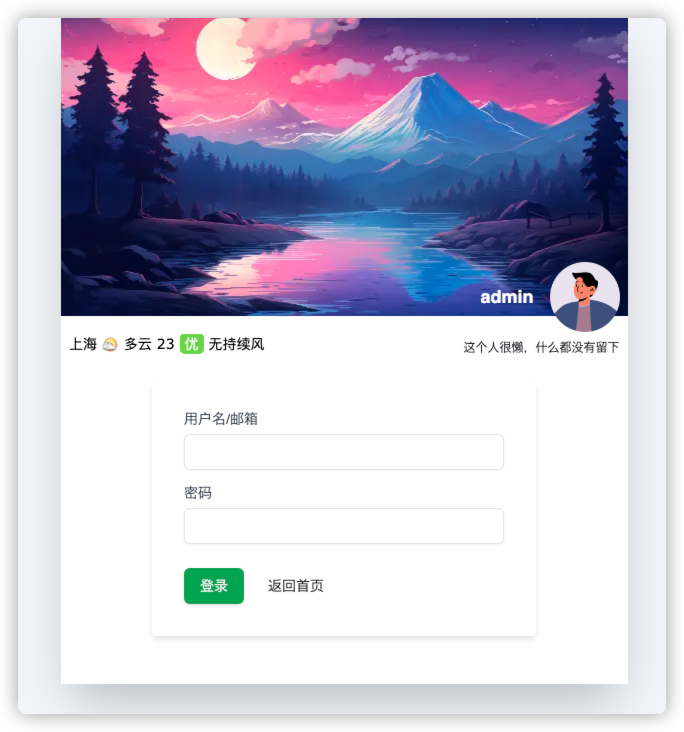 admin
上海 多云 23 优 无持续风
这个人很懒，什么都没有留下
用户名/邮箱
密码
登录
返回首页